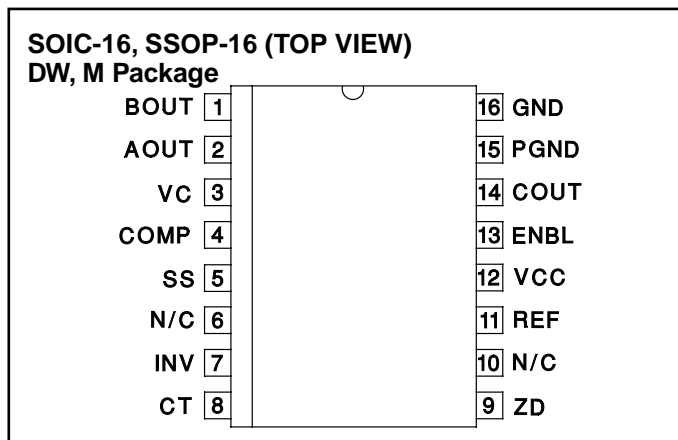 SOIC-16, SSOP-16 (TOP VIEW)
DW, M Package
BOUT 1 16 GND
AOUT 2 15 PGND
VC 3 14 COUT
COMP 4 13 ENBL
SS 5 12 VCC
N/C 6 11 REF
INV 7 10 N/C
CT 8 9 ZD